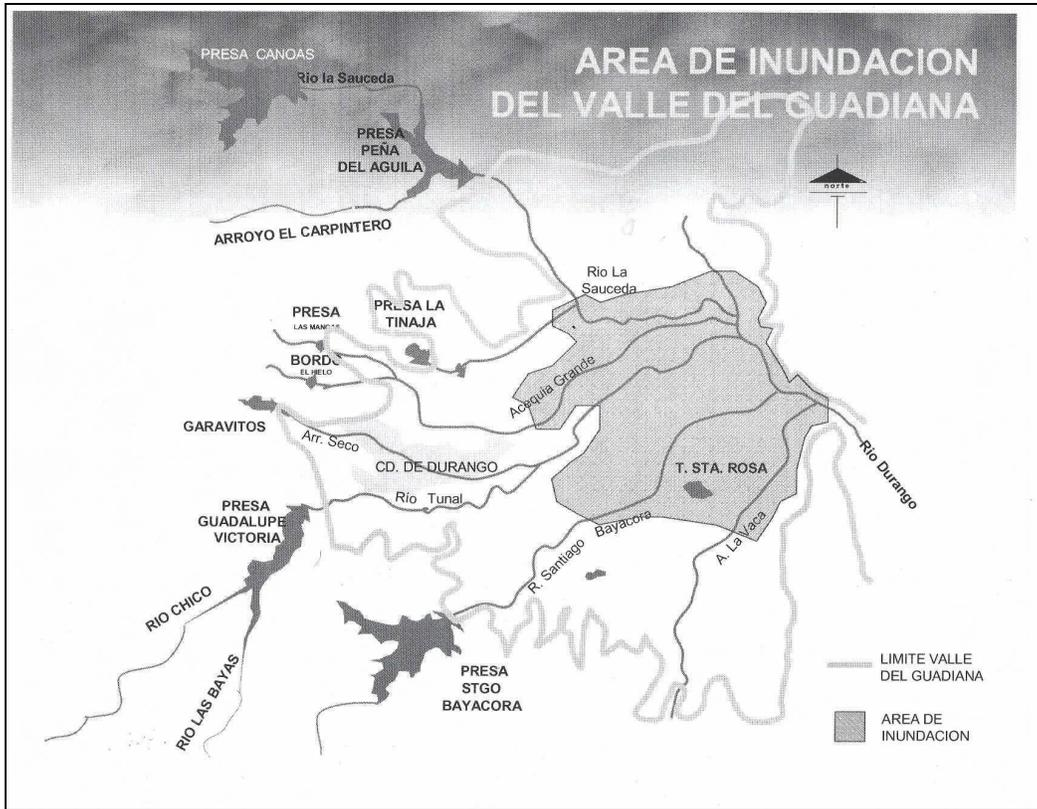 AREA DE INUNDACION
DEL VALLE DEL GUADIANA
PRESA CANOAS
Rio la Sauceda
PRESA
PEÑA
DEL AGUILA
norte
ARROYO EL CARPINTERO
Rio La
Sauceda
PRESA
LAS MANGAS
PRESA LA
TINAJA
BORDO
EL HIELO
Acequia Grande
GARAVITOS
Arr. Seco
CD. DE DURANGO
T. STA. ROSA
Rio Durango
Río Tunal
PRESA
GUADALUPE
VICTORIA
R. Santiago Bayacora
A. La Vaca
RIO CHICO
RIO LAS BAYAS
PRESA
STGO
BAYACORA
LIMITE VALLE
DEL GUADIANA
AREA DE
INUNDACION